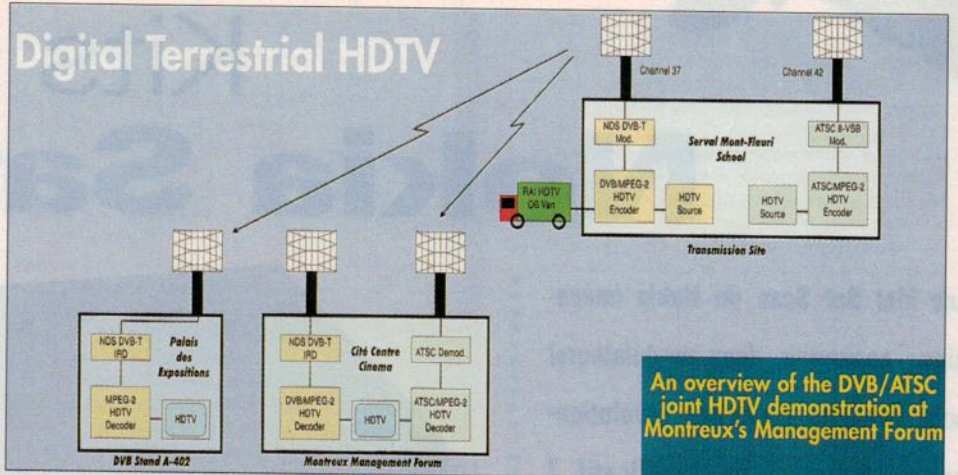 Digital Terrestrial HDTV
Channel 37
Channel 42
NDS DVB-T
Mod.
Serval Mont-Fleuri
School
ATSC 8-VSB
Mod.
RAI HDTV
OB Van
DVB/MPEG-2
HDTV
Encoder
HDTV
Source
HDTV
Source
ATSC/MPEG-2
HDTV
Encoder
Transmission Site
NDS DVB-T
IRD
Palais
des
Expositions
MPEG-2
HDTV
Decoder
HDTV
DVB Stand A-402
NDS DVB-T
IRD
Cité Centre
Cinema
ATSC Demod.
DVB/MPEG-2
HDTV
Decoder
HDTV
ATSC/MPEG-2
HDTV
Decoder
Montreux Management Forum
An overview of the DVB/ATSC
joint HDTV demonstration at
Montreux's Management Forum